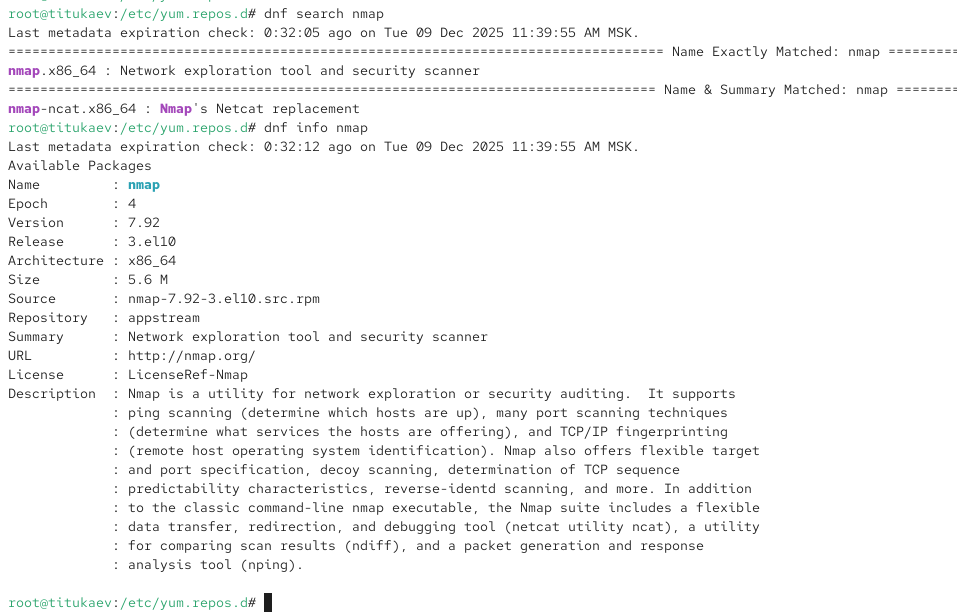 root@titukaev:/etc/yum.repos.d# dnf search nmap
Last metadata expiration check: 0:32:05 ago on Tue 09 Dec 2025 11:39:55 AM MSK.
================================================================================== Name Exactly Matched: nmap =========
nmap.x86_64 : Network exploration tool and security scanner
================================================================================= Name & Summary Matched: nmap ========
nmap-ncat.x86_64 : Nmap's Netcat replacement
root@titukaev:/etc/yum.repos.d# dnf info nmap
Last metadata expiration check: 0:32:12 ago on Tue 09 Dec 2025 11:39:55 AM MSK.
Available Packages
Name         : nmap
Epoch        : 4
Version      : 7.92
Release      : 3.el10
Architecture : x86_64
Size         : 5.6 M
Source       : nmap-7.92-3.el10.src.rpm
Repository   : appstream
Summary      : Network exploration tool and security scanner
URL          : http://nmap.org/
License      : LicenseRef-Nmap
Description  : Nmap is a utility for network exploration or security auditing.  It supports
             : ping scanning (determine which hosts are up), many port scanning techniques
             : (determine what services the hosts are offering), and TCP/IP fingerprinting
             : (remote host operating system identification). Nmap also offers flexible target
             : and port specification, decoy scanning, determination of TCP sequence
             : predictability characteristics, reverse-identd scanning, and more. In addition
             : to the classic command-line nmap executable, the Nmap suite includes a flexible
             : data transfer, redirection, and debugging tool (netcat utility ncat), a utility
             : for comparing scan results (ndiff), and a packet generation and response
             : analysis tool (nping).
root@titukaev:/etc/yum.repos.d#